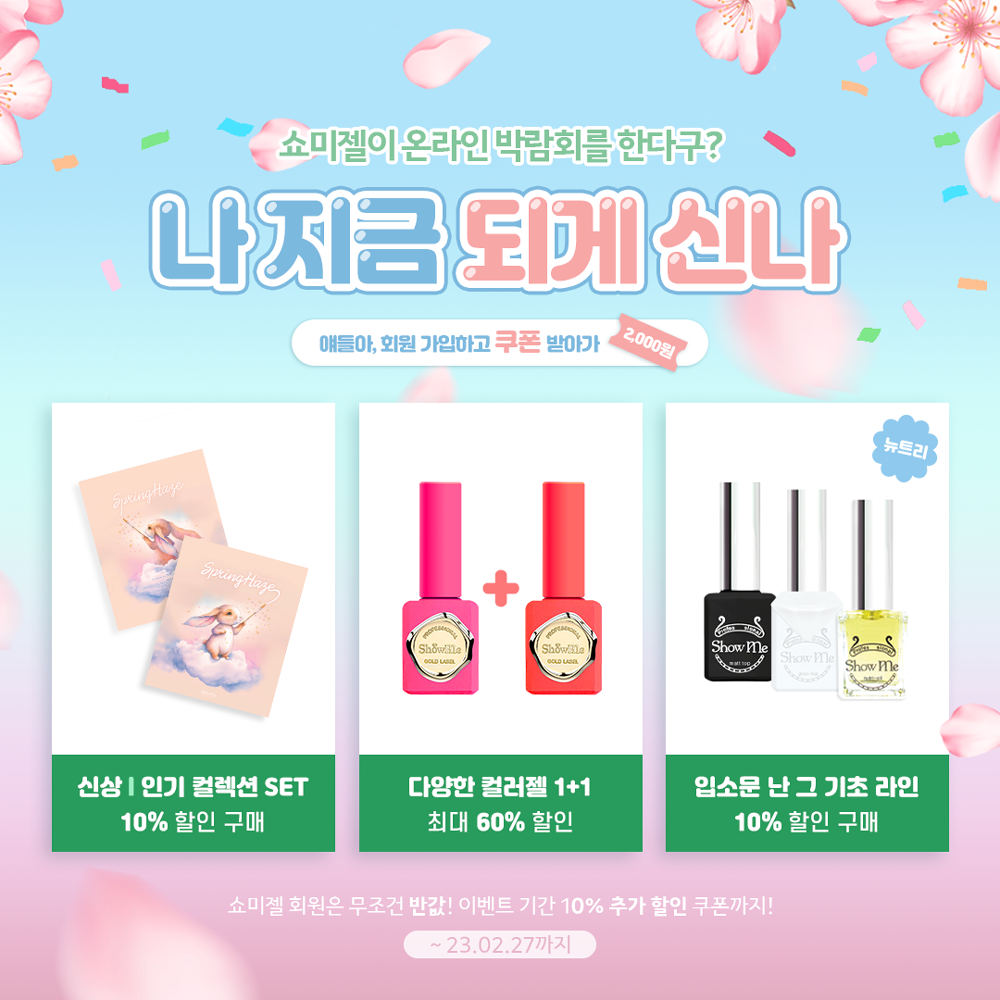 쇼미젤이 온라인 박람회를 한다구?
나 지금 되게 신나
얘들아, 회원 가입하고 쿠폰 받아가
2,000원
SpringHaze
SpringHaze
PROFESSIONAL
ShowMe
GOLD LABEL
PROFESSIONAL
ShowMe
GOLD LABEL
뉴트리
Profes sional
Show Me
matt top
Show Me
Profes sional
Show Me
신상 | 인기 컬렉션 SET
10% 할인 구매
다양한 컬러젤 1+1
최대 60% 할인
입소문 난 그 기초 라인
10% 할인 구매
쇼미젤 회원은 무조건 반값! 이벤트 기간 10% 추가 할인 쿠폰까지!
~ 23.02.27까지